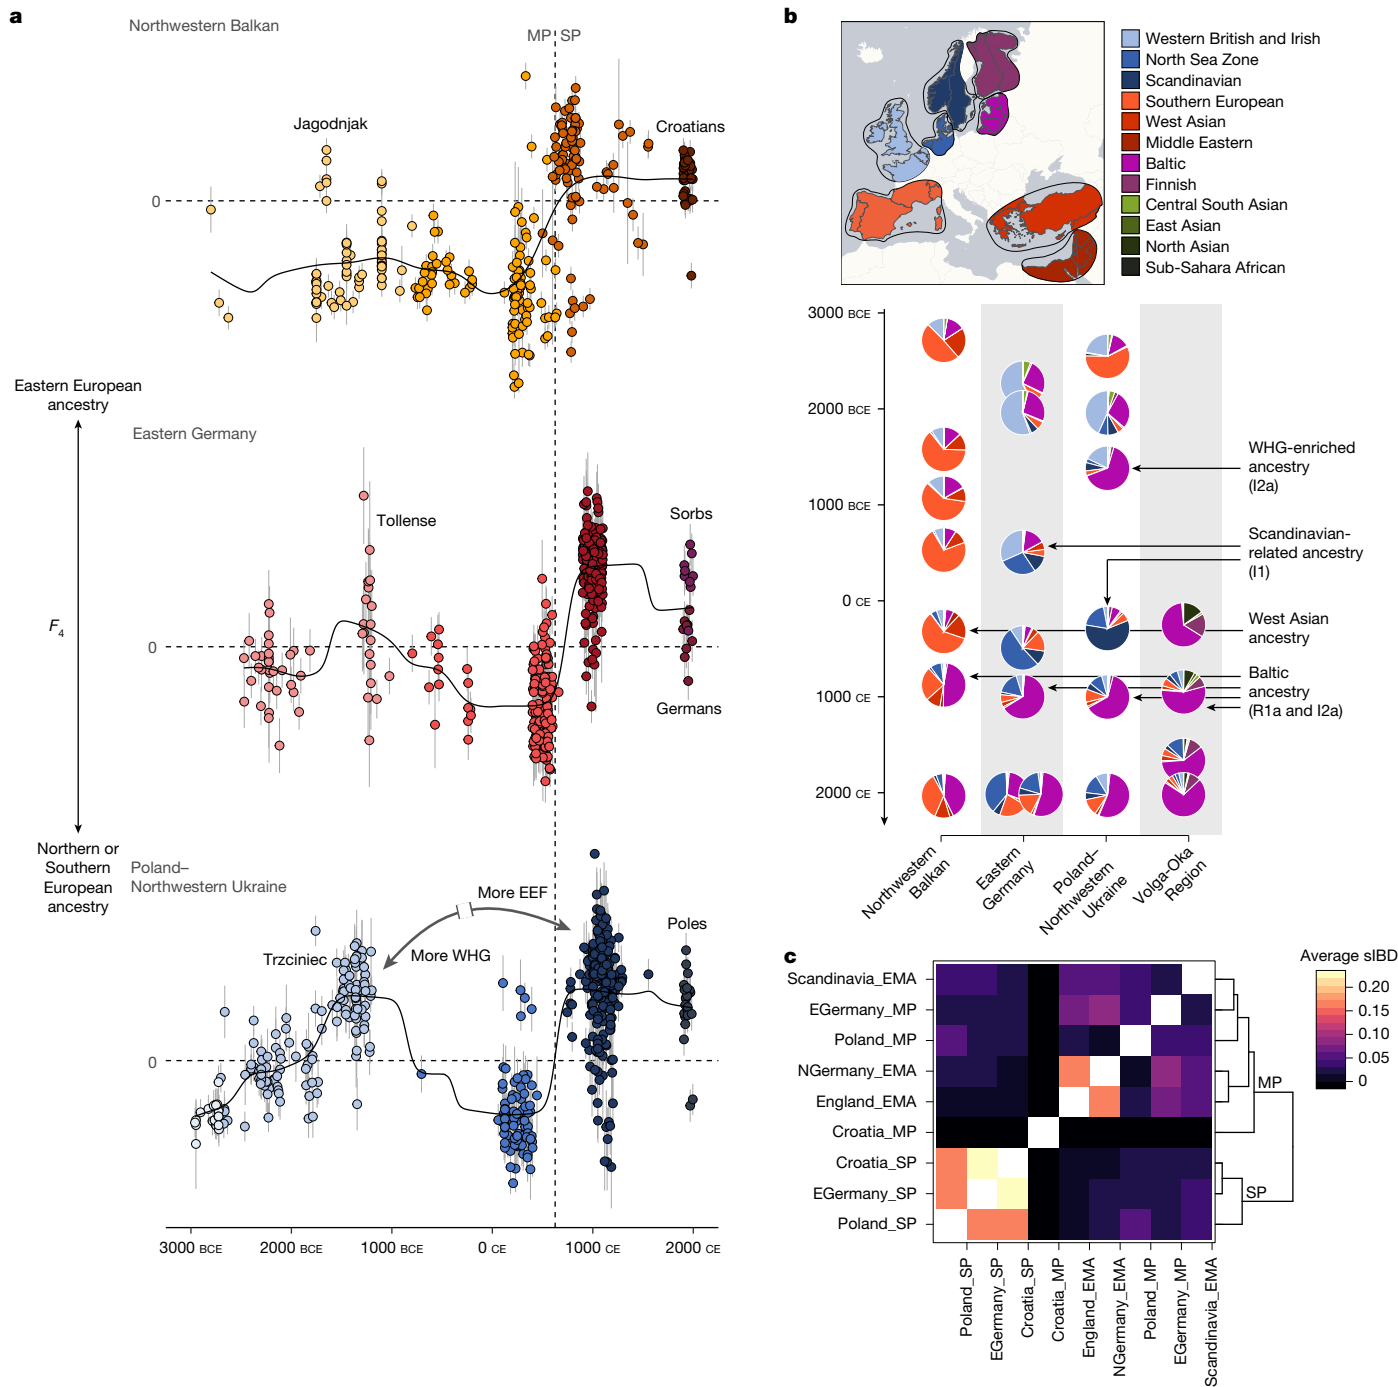 a
Northwestern Balkan
MP SP
Jagodnjak
Croatians
0
Eastern European
ancestry
Eastern Germany
Tollense
Sorbs
0
F4
Germans
Northern or
Southern
European
ancestry
Poland–
Northwestern Ukraine
More EEF
Trzciniec
More WHG
Poles
0
3000 BCE
2000 BCE
1000 BCE
0 CE
1000 CE
2000 CE
b
Western British and Irish
North Sea Zone
Scandinavian
Southern European
West Asian
Middle Eastern
Baltic
Finnish
Central South Asian
East Asian
North Asian
Sub-Sahara African
3000 BCE
2000 BCE
1000 BCE
0 CE
1000 CE
2000 CE
WHG-enriched
ancestry
(I2a)
Scandinavian-
related ancestry
(I1)
West Asian
ancestry
Baltic
ancestry
(R1a and I2a)
Northwestern
Balkan
Eastern
Germany
Poland–
Northwestern
Ukraine
Volga-Oka
Region
c
Average sIBD
0.20
0.15
0.10
0.05
0
Scandinavia_EMA
EGermany_MP
Poland_MP
NGermany_EMA
England_EMA
Croatia_MP
Croatia_SP
EGermany_SP
Poland_SP
MP
SP
Poland_SP
EGermany_SP
Croatia_SP
Croatia_MP
England_EMA
NGermany_EMA
Poland_MP
EGermany_MP
Scandinavia_EMA